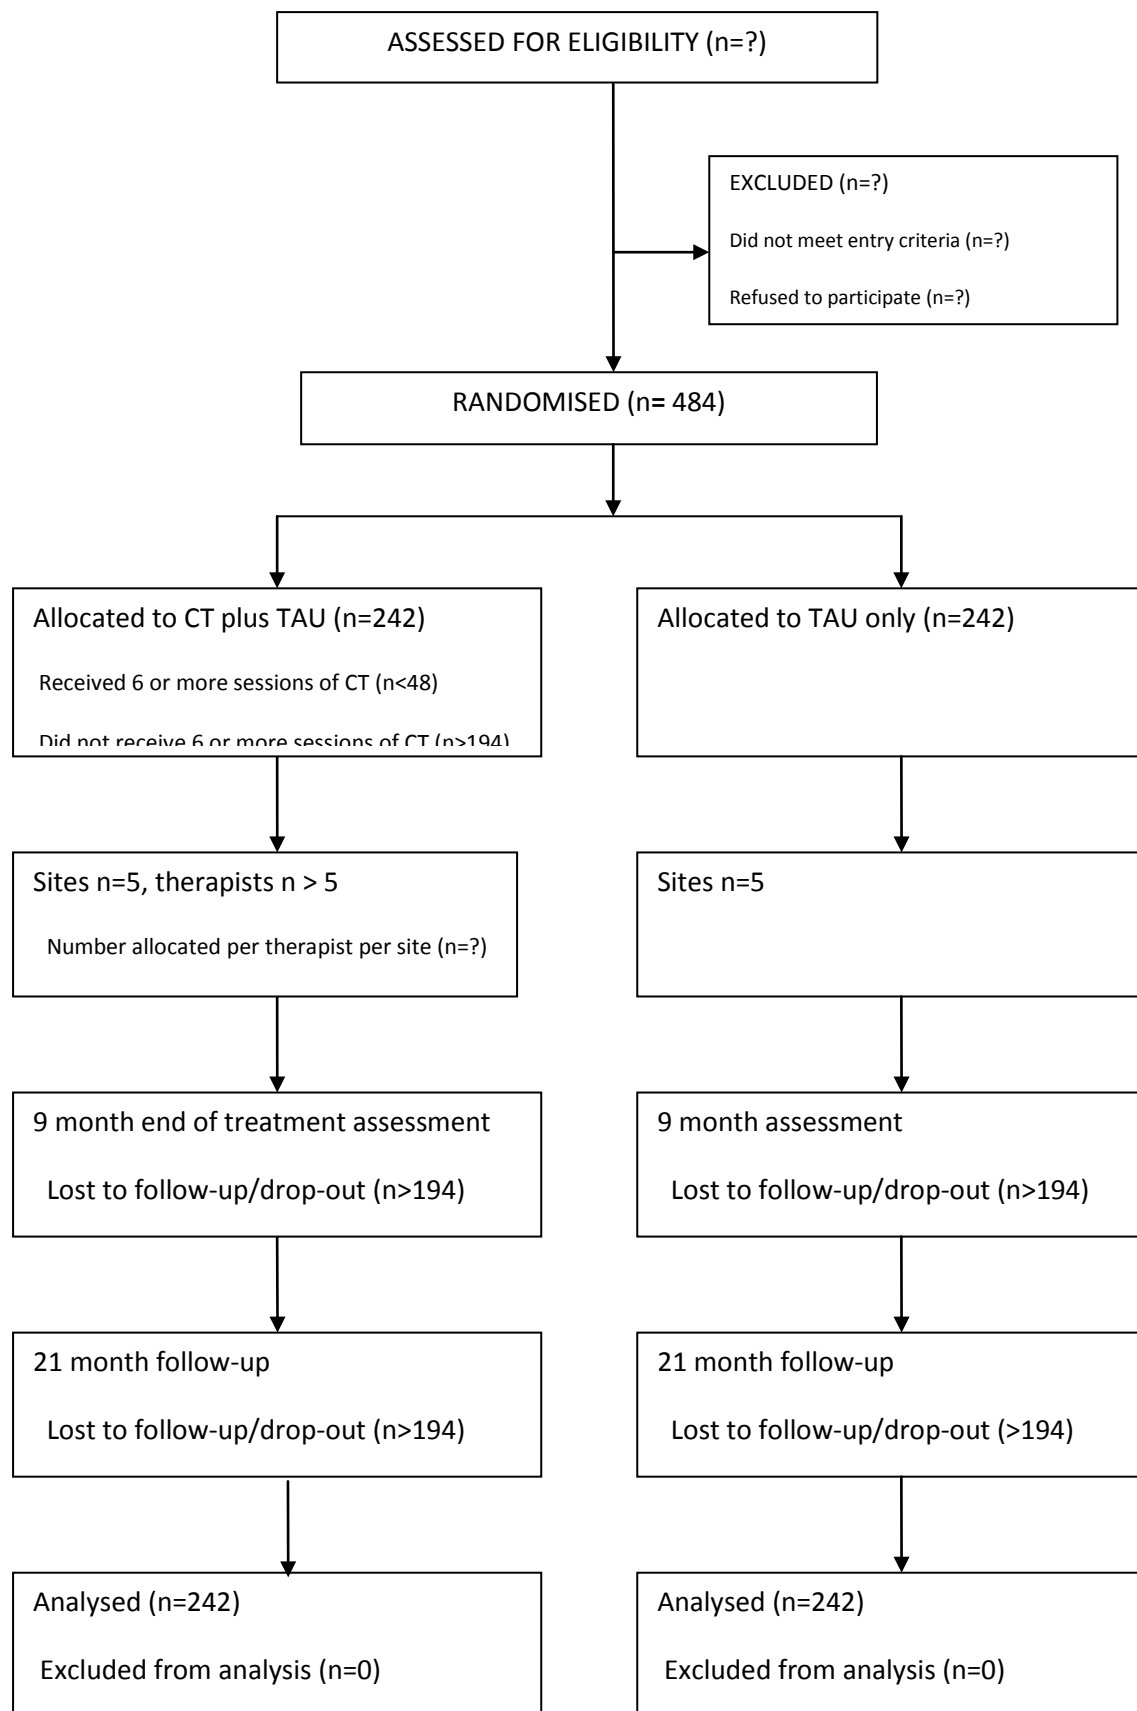 ASSESSED FOR ELIGIBILITY (n=?)
EXCLUDED (n=?)
Did not meet entry criteria (n=?)
Refused to participate (n=?)
RANDOMISED (n= 484)
Allocated to CT plus TAU (n=242)
Received 6 or more sessions of CT (n<48)
Did not receive 6 or more sessions of CT (n>194)
Allocated to TAU only (n=242)
Sites n=5, therapists n > 5
Number allocated per therapist per site (n=?)
Sites n=5
9 month end of treatment assessment
Lost to follow-up/drop-out (n>194)
9 month assessment
Lost to follow-up/drop-out (n>194)
21 month follow-up
Lost to follow-up/drop-out (n>194)
21 month follow-up
Lost to follow-up/drop-out (>194)
Analysed (n=242)
Excluded from analysis (n=0)
Analysed (n=242)
Excluded from analysis (n=0)